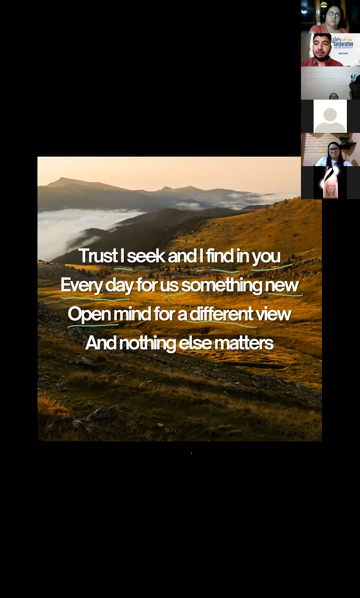 Trust I seek and I find in you
Every day for us something new
Open mind for a different view
And nothing else matters